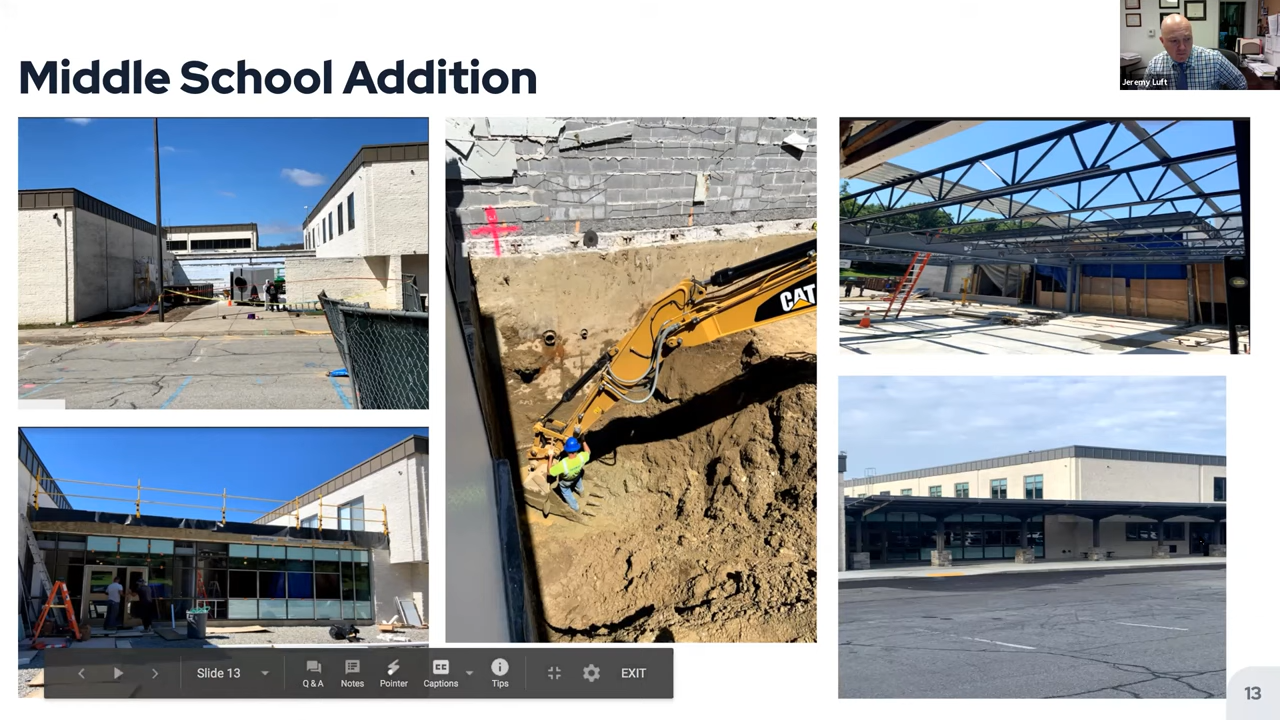 Jeremy Luft
Middle School Addition
CAT
Slide 13
Q & A
Notes
Pointer
Captions
Tips
EXIT
13